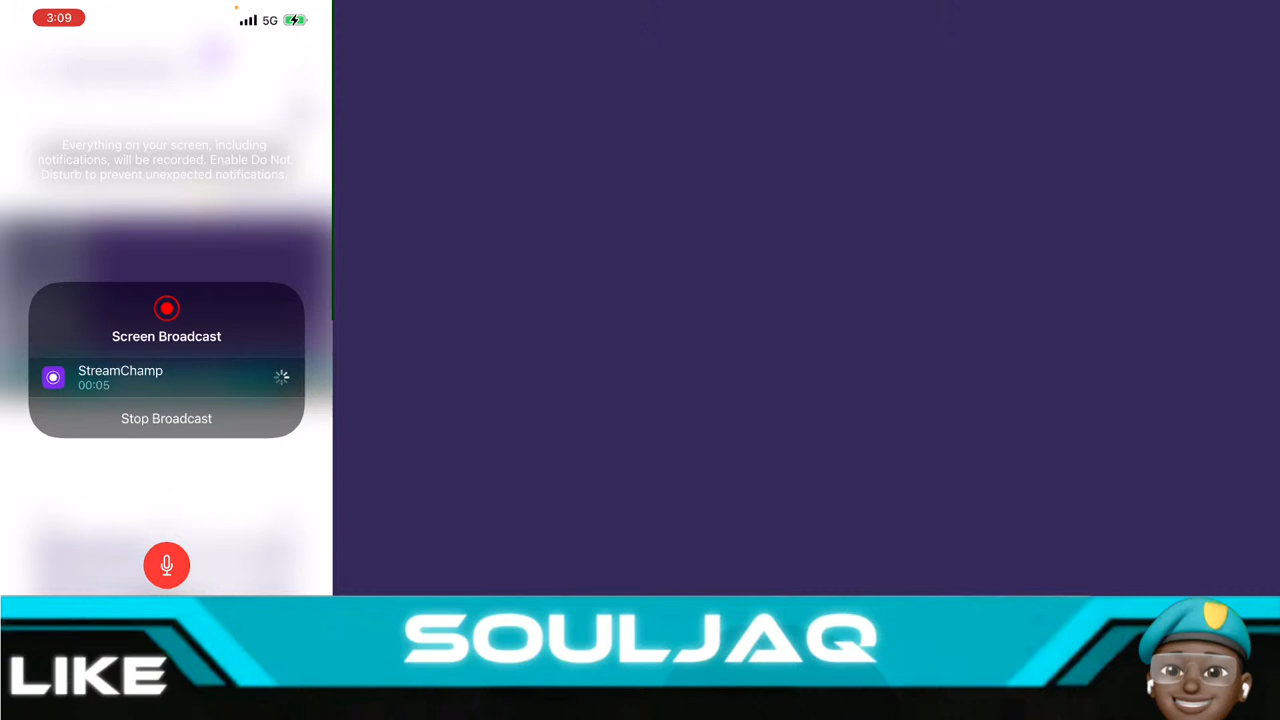 3:09
5G
Everything on your screen, including
notifications, will be recorded. Enable Do Not
Disturb to prevent unexpected notifications.
Screen Broadcast
StreamChamp
00:05
Stop Broadcast
SOULJAQ
LIKE